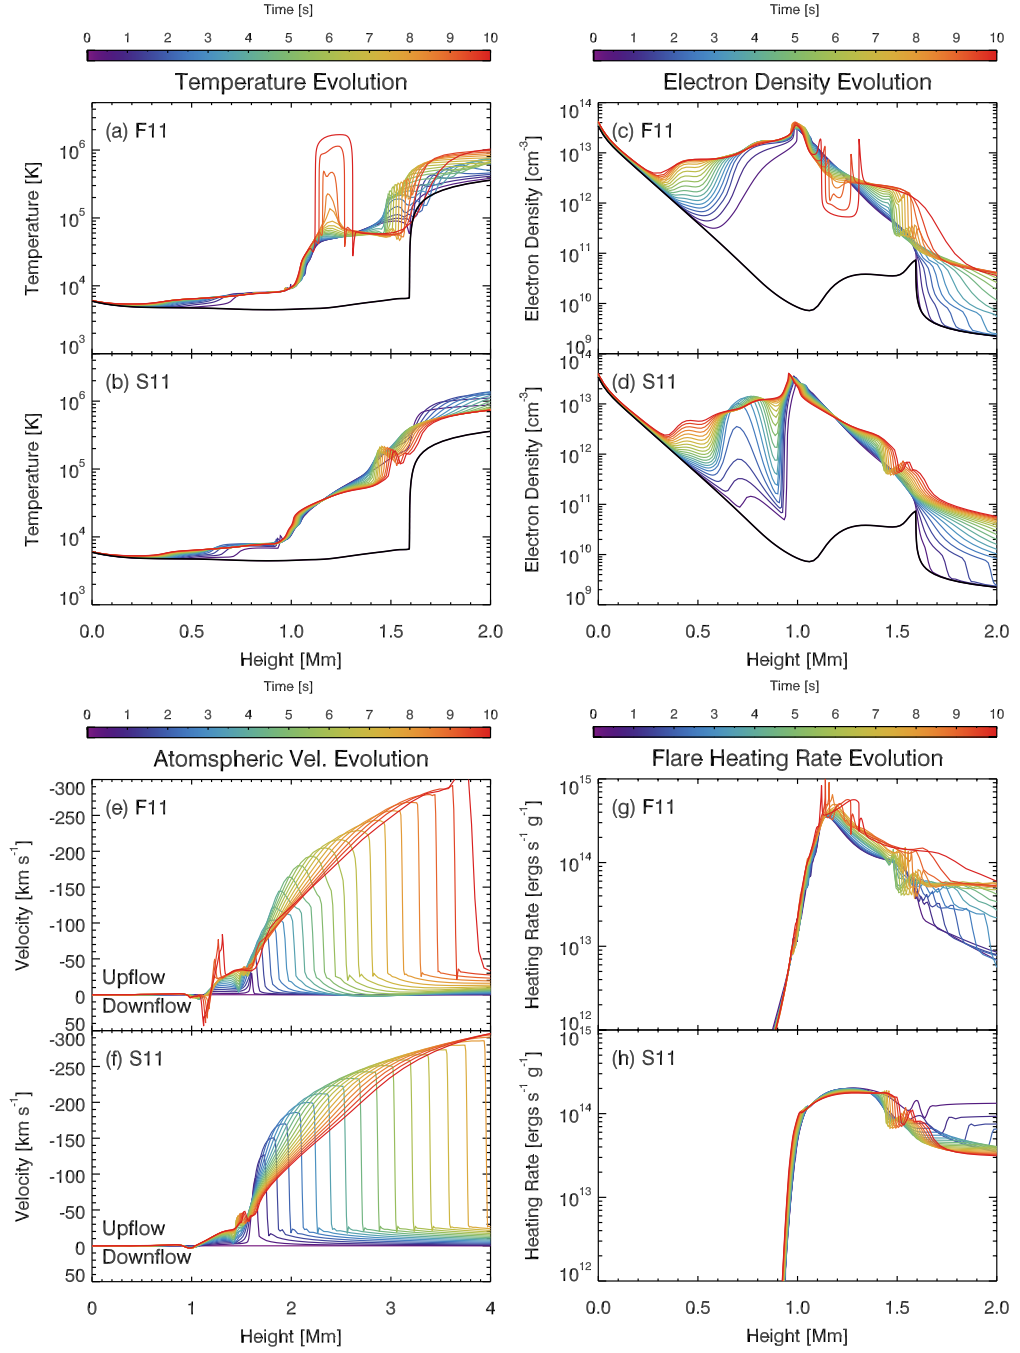 Time [s]
0 1 2 3 4 5 6 7 8 9 10
Temperature Evolution
(a) F11
Temperature [K]
10^6
10^5
10^4
10^3
(b) S11
Temperature [K]
10^6
10^5
10^4
10^3
0.0 0.5 1.0 1.5 2.0
Height [Mm]
Time [s]
0 1 2 3 4 5 6 7 8 9 10
Electron Density Evolution
(c) F11
Electron Density [cm^-3]
10^14
10^13
10^12
10^11
10^10
10^9
(d) S11
Electron Density [cm^-3]
10^14
10^13
10^12
10^11
10^10
10^9
0.0 0.5 1.0 1.5 2.0
Height [Mm]
Time [s]
0 1 2 3 4 5 6 7 8 9 10
Atomspheric Vel. Evolution
(e) F11
Velocity [km s^-1]
-300
-250
-200
-150
-100
-50
0
50
Upflow
Downflow
(f) S11
Velocity [km s^-1]
-300
-250
-200
-150
-100
-50
0
50
Upflow
Downflow
0 1 2 3 4
Height [Mm]
Time [s]
0 1 2 3 4 5 6 7 8 9 10
Flare Heating Rate Evolution
(g) F11
Heating Rate [ergs s^-1 g^-1]
10^15
10^14
10^13
10^12
(h) S11
Heating Rate [ergs s^-1 g^-1]
10^15
10^14
10^13
10^12
0.0 0.5 1.0 1.5 2.0
Height [Mm]